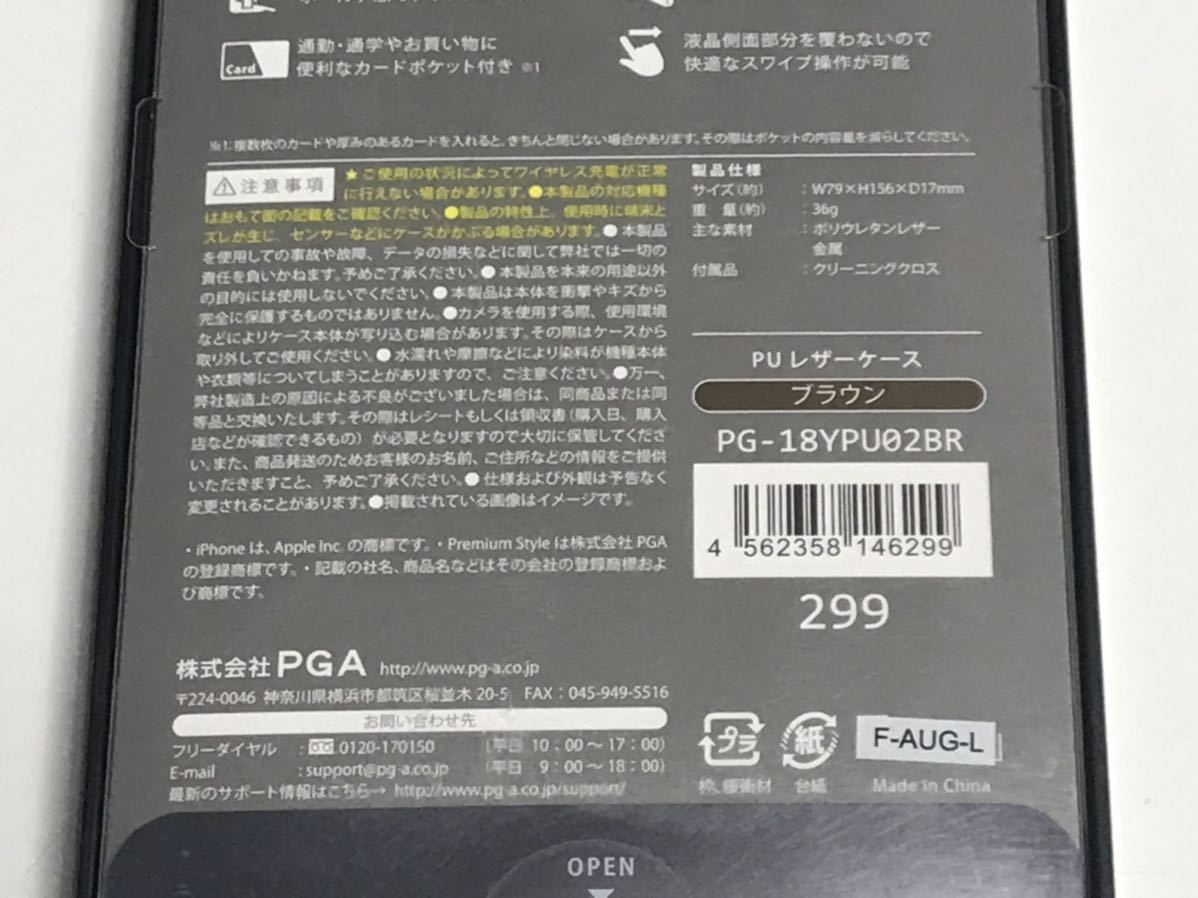 Card
通勤・通学やお買い物に
便利なカードポケット付き ※1
液晶側面部分を覆わないので
快適なスワイプ操作が可能
※1. 複数枚のカードや厚みのあるカードを入れると、きちんと閉じない場合があります。その際はポケットの内容量を減らしてください。
注意事項
★ご使用の状況によってワイヤレス充電が正常
に行えない場合があります。●本製品の対応機種
はおもて面の記載をご確認ください。●製品の特性上、使用時に端末と
ズレが生じ、センサーなどにケースがかぶる場合があります。● 本製品
を使用しての事故や故障、データの損失などに関して弊社では一切の
責任を負いかねます。予めご了承ください。● 本製品を本来の用途以外
の目的には使用しないでください。● 本製品は本体を衝撃やキズから
完全に保護するものではありません。●カメラを使用する際、使用環境
などによりケース本体が写り込む場合があります。その際はケースから
取り外してご使用ください。● 水濡れや摩擦などにより染料が機種本体
や衣類等についてしまうことがありますので、ご注意ください。●万一、
弊社製造上の原因による不良がございました場合は、同商品または同
等品と交換いたします。その際はレシートもしくは領収書(購入日、購入
店などが確認できるもの)が必要となりますので大切に保管してくださ
い。また、商品発送のためお客様のお名前、ご住所などの情報をご提供
いただきますこと、予めご了承ください。● 仕様および外観は予告なく
変更されることがあります。●掲載されている画像はイメージです。
・iPhone は、Apple Inc. の商標です。・Premium Style は株式会社 PGA
の登録商標です。・記載の社名、商品名などはその会社の登録商標およ
び商標です。
製品仕様
サイズ(約) : W79×H156×D17mm
重 量(約) : 36g
主な素材 : ポリウレタンレザー
金属
付属品 : クリーニングクロス
PU レザーケース
ブラウン
PG-18YPU02BR
4 562358 146299
299
株式会社 PGA http://www.pg-a.co.jp
〒224-0046 神奈川県横浜市都筑区桜並木 20-5 FAX : 045-949-5516
お問い合わせ先
フリーダイヤル : 0120-170150 (平日 10 : 00 ~ 17 : 00)
E-mail : support@pg-a.co.jp (平日 9 : 00 ~ 18 : 00)
最新のサポート情報はこちら→ http://www.pg-a.co.jp/support/
プラ
紙
F-AUG-L
枠、緩衝材 台紙 Made in China
OPEN